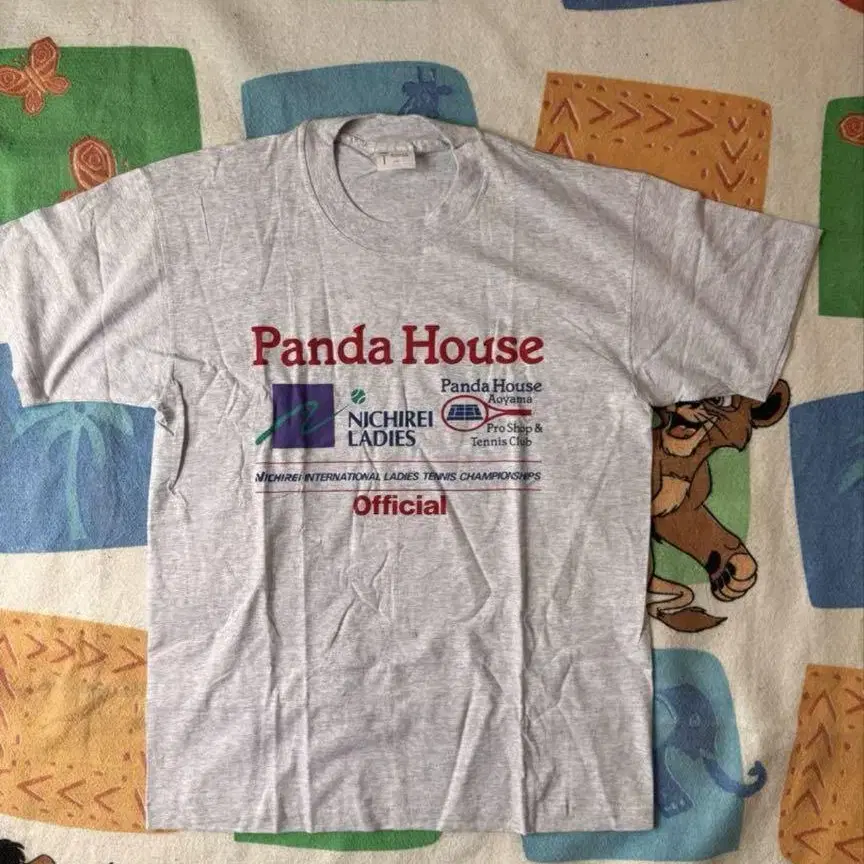 Panda House
NICHIREI
LADIES
Panda House
Aoyama
Pro Shop &
Tennis Club
NICHIREI INTERNATIONAL LADIES TENNIS CHAMPIONSHIPS
Official